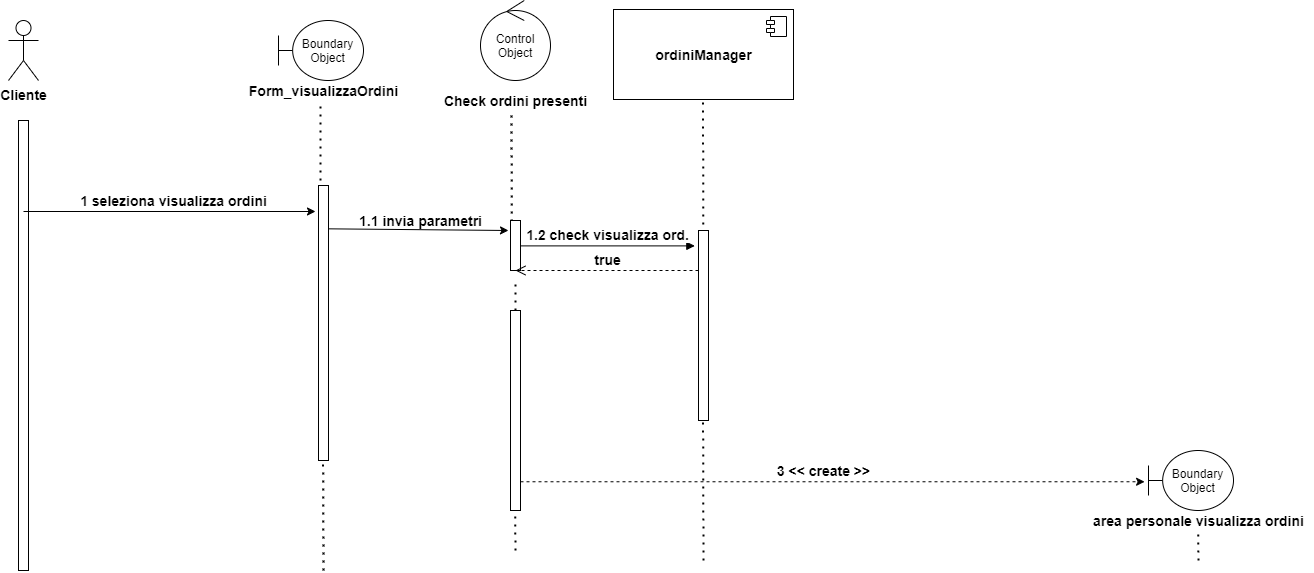 Cliente
Boundary
Object
Form_visualizzaOrdini
Control
Object
Check ordini presenti
ordiniManager
1 seleziona visualizza ordini
1.1 invia parametri
1.2 check visualizza ord.
true
3 << create >>
Boundary
Object
area personale visualizza ordini